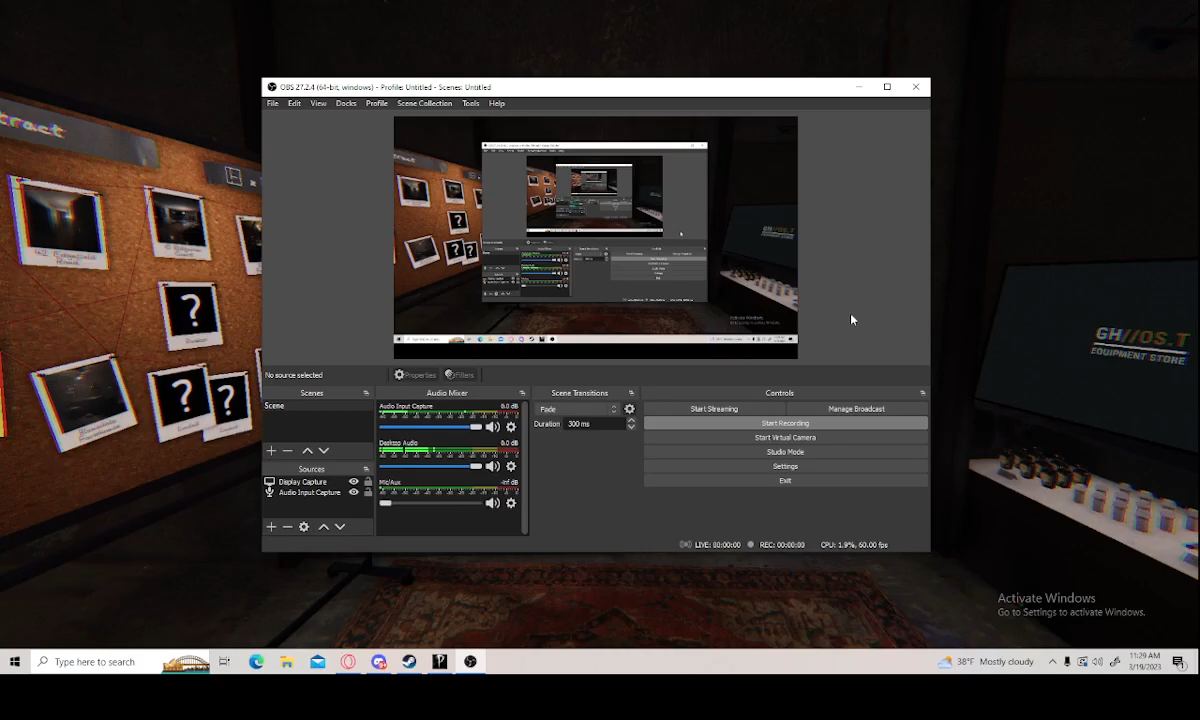 OBS 27.2.4 (64-bit, windows) - Profile: Untitled - Scenes: Untitled
File Edit View Docks Profile Scene Collection Tools Help
tract
GH//OS.T
EQUIPMENT STORE
No source selected
Properties Filters
Scenes
Scene
Sources
Display Capture
Audio Input Capture
Audio Mixer
Audio Input Capture 0.0 dB
Desktop Audio 0.0 dB
Mic/Aux -inf dB
Scene Transitions
Fade
Duration 300 ms
Controls
Start Streaming Manage Broadcast
Start Recording
Start Virtual Camera
Studio Mode
Settings
Exit
LIVE: 00:00:00 REC: 00:00:00 CPU: 1.9%, 60.00 fps
Activate Windows
Go to Settings to activate Windows.
Type here to search
38°F Mostly cloudy
11:29 AM
3/19/2023